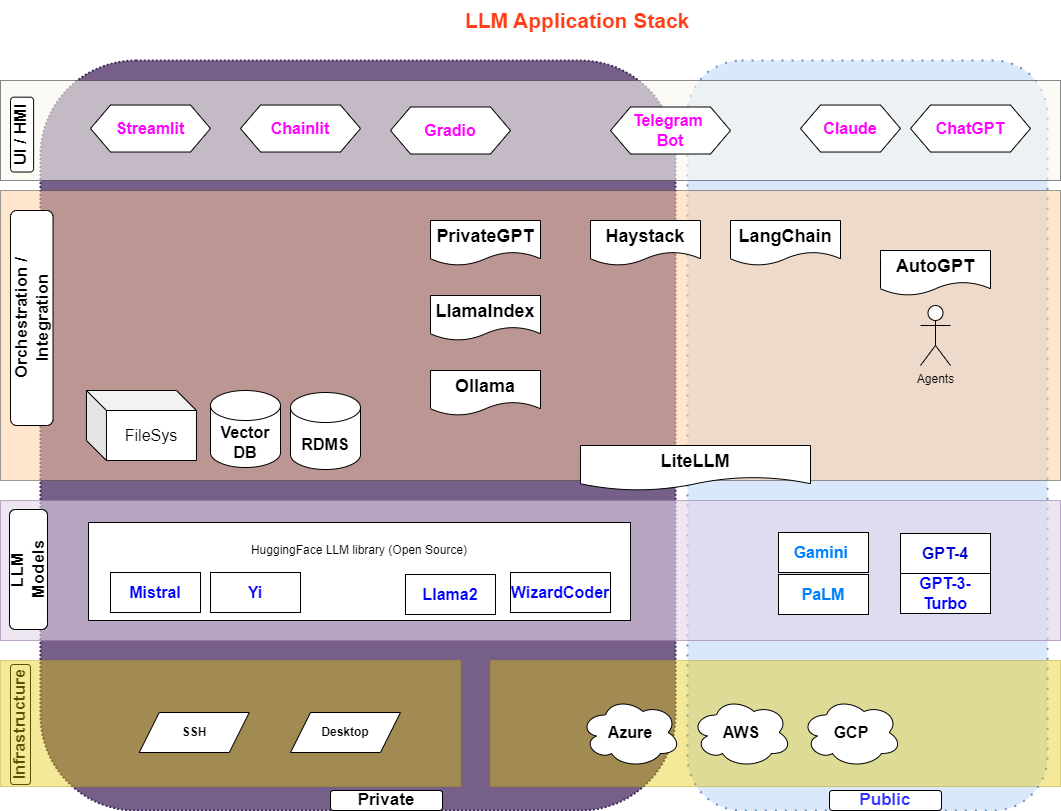 LLM Application Stack
UI / HMI
Streamlit
Chainlit
Gradio
Telegram
Bot
Claude
ChatGPT
Orchestration /
Integration
PrivateGPT
Haystack
LangChain
AutoGPT
LlamaIndex
Agents
Ollama
FileSys
Vector
DB
RDMS
LiteLLM
LLM
Models
HuggingFace LLM library (Open Source)
Mistral
Yi
Llama2
WizardCoder
Gamini
PaLM
GPT-4
GPT-3-
Turbo
Infrastructure
SSH
Desktop
Azure
AWS
GCP
Private
Public